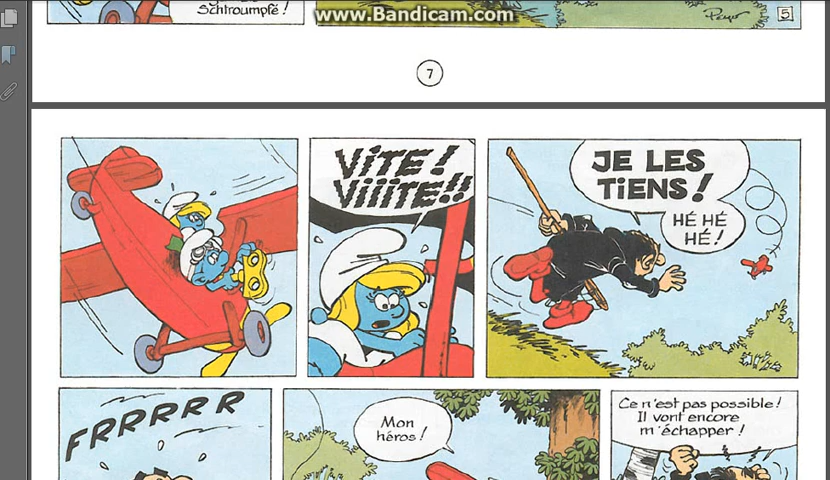 Schtroumpfé !
www.Bandicam.com
Peyo
5
7
VITE !
VIIIITE !!
JE LES
TIENS !
HÉ HÉ
HÉ !
FRRRRR
Mon
héros !
Ce n'est pas possible !
Il vont encore
m'échapper !